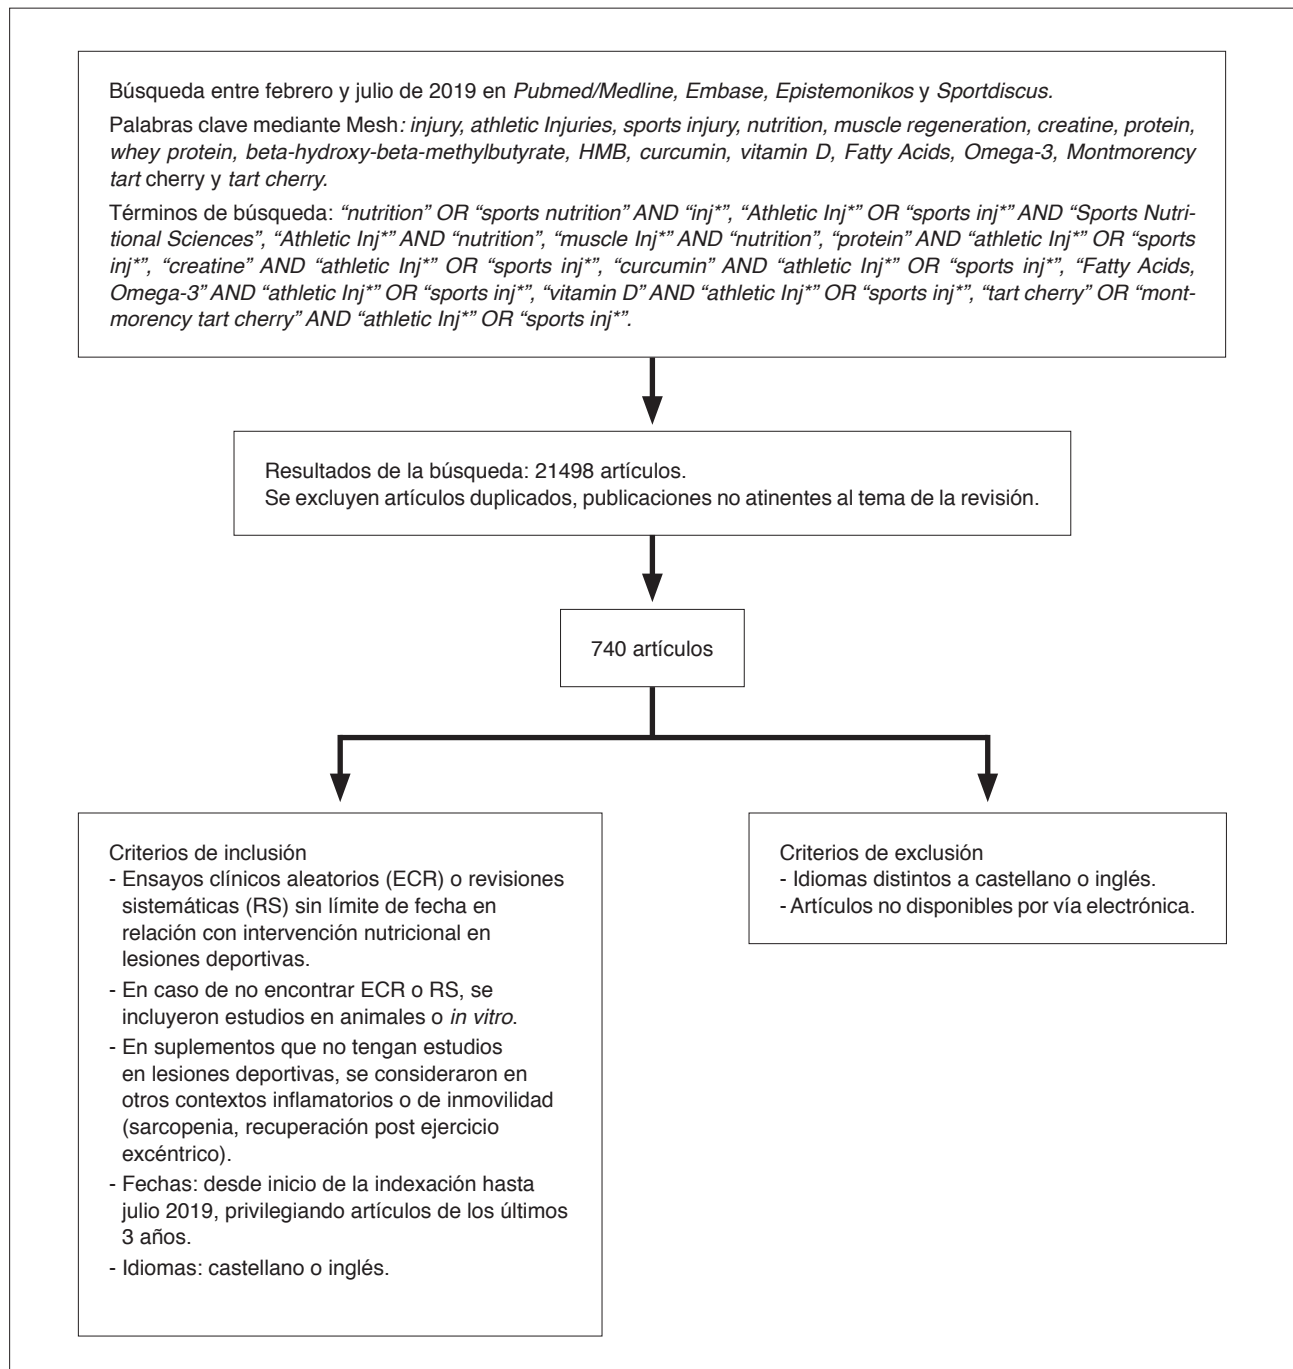 Búsqueda entre febrero y julio de 2019 en Pubmed/Medline, Embase, Epistemonikos y Sportdiscus.
Palabras clave mediante Mesh: injury, athletic Injuries, sports injury, nutrition, muscle regeneration, creatine, protein,
whey protein, beta-hydroxy-beta-methylbutyrate, HMB, curcumin, vitamin D, Fatty Acids, Omega-3, Montmorency
tart cherry y tart cherry.
Términos de búsqueda: “nutrition” OR “sports nutrition” AND “inj*”, “Athletic Inj*” OR “sports inj*” AND “Sports Nutri-
tional Sciences”, “Athletic Inj*” AND “nutrition”, “muscle Inj*” AND “nutrition”, “protein” AND “athletic Inj*” OR “sports
inj*”, “creatine” AND “athletic Inj*” OR “sports inj*”, “curcumin” AND “athletic Inj*” OR “sports inj*”, “Fatty Acids,
Omega-3” AND “athletic Inj*” OR “sports inj*”, “vitamin D” AND “athletic Inj*” OR “sports inj*”, “tart cherry” OR “mont-
morency tart cherry” AND “athletic Inj*” OR “sports inj*”.
Resultados de la búsqueda: 21498 artículos.
Se excluyen artículos duplicados, publicaciones no atinentes al tema de la revisión.
740 artículos
Criterios de inclusión
- Ensayos clínicos aleatorios (ECR) o revisiones
sistemáticas (RS) sin límite de fecha en
relación con intervención nutricional en
lesiones deportivas.
- En caso de no encontrar ECR o RS, se
incluyeron estudios en animales o in vitro.
- En suplementos que no tengan estudios
en lesiones deportivas, se consideraron en
otros contextos inflamatorios o de inmovilidad
(sarcopenia, recuperación post ejercicio
excéntrico).
- Fechas: desde inicio de la indexación hasta
julio 2019, privilegiando artículos de los últimos
3 años.
- Idiomas: castellano o inglés.
Criterios de exclusión
- Idiomas distintos a castellano o inglés.
- Artículos no disponibles por vía electrónica.